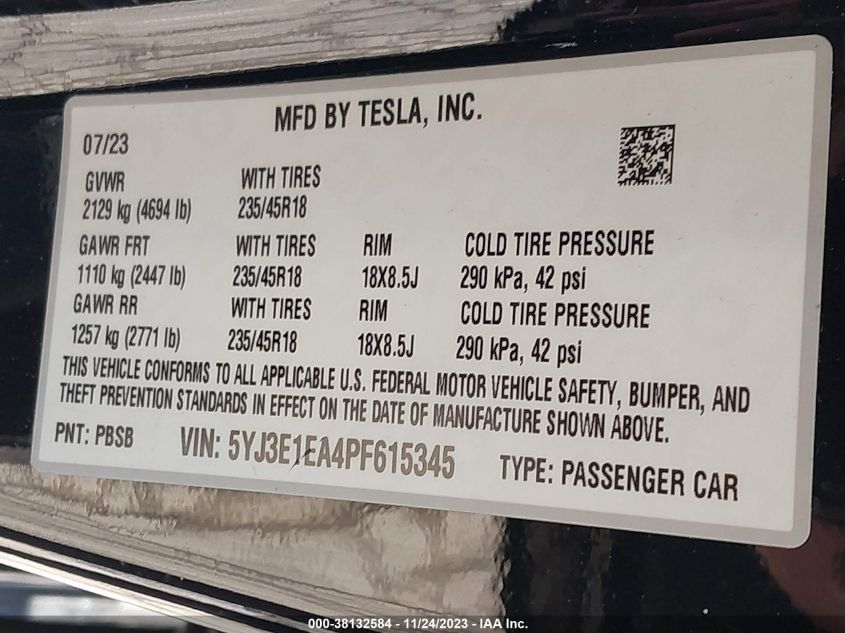 MFD BY TESLA, INC.
07/23
GVWR WITH TIRES
2129 kg (4694 lb) 235/45R18
GAWR FRT WITH TIRES RIM COLD TIRE PRESSURE
1110 kg (2447 lb) 235/45R18 18X8.5J 290 kPa, 42 psi
GAWR RR WITH TIRES RIM COLD TIRE PRESSURE
1257 kg (2771 lb) 235/45R18 18X8.5J 290 kPa, 42 psi
THIS VEHICLE CONFORMS TO ALL APPLICABLE U.S. FEDERAL MOTOR VEHICLE SAFETY, BUMPER, AND
THEFT PREVENTION STANDARDS IN EFFECT ON THE DATE OF MANUFACTURE SHOWN ABOVE.
PNT: PBSB VIN: 5YJ3E1EA4PF615345 TYPE: PASSENGER CAR
000-38132584 - 11/24/2023 - IAA Inc.